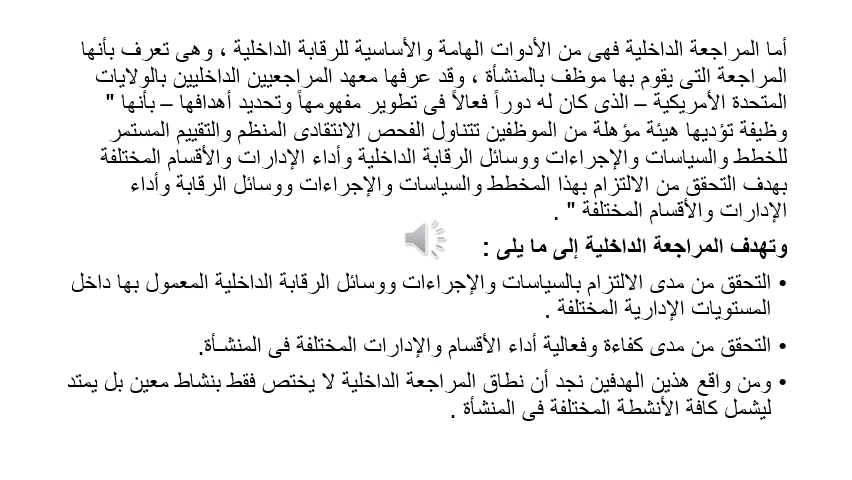 أما المراجعة الداخلية فهى من الأدوات الهامة والأساسية للرقابة الداخلية ، وهى تعرف بأنها
المراجعة التى يقوم بها موظف بالمنشأة ، وقد عرفها معهد المراجعيين الداخليين بالولايات
المتحدة الأمريكية – الذى كان له دوراً فعالاً فى تطوير مفهومهاً وتحديد أهدافها – بأنها "
وظيفة تؤديها هيئة مؤهلة من الموظفين تتناول الفحص الانتقادى المنظم والتقييم المستمر
للخطط والسياسات والإجراءات ووسائل الرقابة الداخلية وأداء الإدارات والأقسام المختلفة
بهدف التحقق من الالتزام بهذا المخطط والسياسات والإجراءات ووسائل الرقابة وأداء
الإدارات والأقسام المختلفة " .
وتهدف المراجعة الداخلية إلى ما يلى :
• التحقق من مدى الالتزام بالسياسات والإجراءات ووسائل الرقابة الداخلية المعمول بها داخل
المستويات الإدارية المختلفة .
• التحقق من مدى كفاءة وفعالية أداء الأقسام والإدارات المختلفة فى المنشــأة.
• ومن واقع هذين الهدفين نجد أن نطاق المراجعة الداخلية لا يختص فقط بنشاط معين بل يمتد
ليشمل كافة الأنشطة المختلفة فى المنشأة .